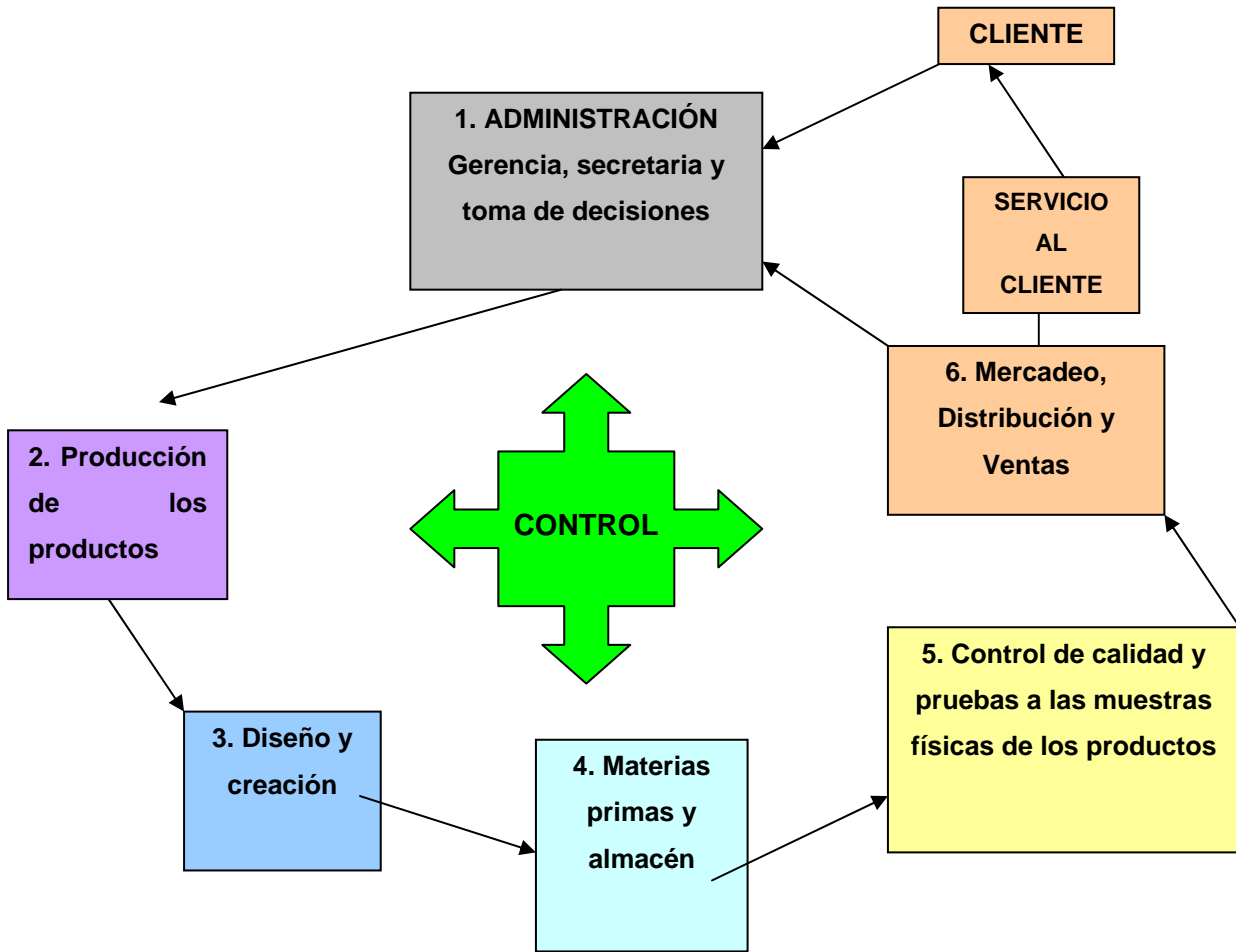 CLIENTE
1. ADMINISTRACIÓN
Gerencia, secretaria y
toma de decisiones
SERVICIO
AL
CLIENTE
6. Mercadeo,
Distribución y
Ventas
2. Producción
de los
productos
CONTROL
5. Control de calidad y
pruebas a las muestras
físicas de los productos
3. Diseño y
creación
4. Materias
primas y
almacén